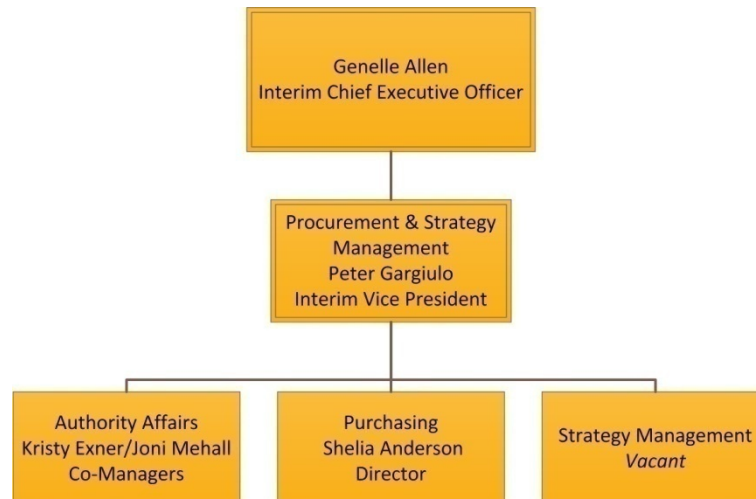 Genelle Allen
Interim Chief Executive Officer
Procurement & Strategy
Management
Peter Gargiulo
Interim Vice President
Authority Affairs
Kristy Exner/Joni Mehall
Co-Managers
Purchasing
Shelia Anderson
Director
Strategy Management
Vacant